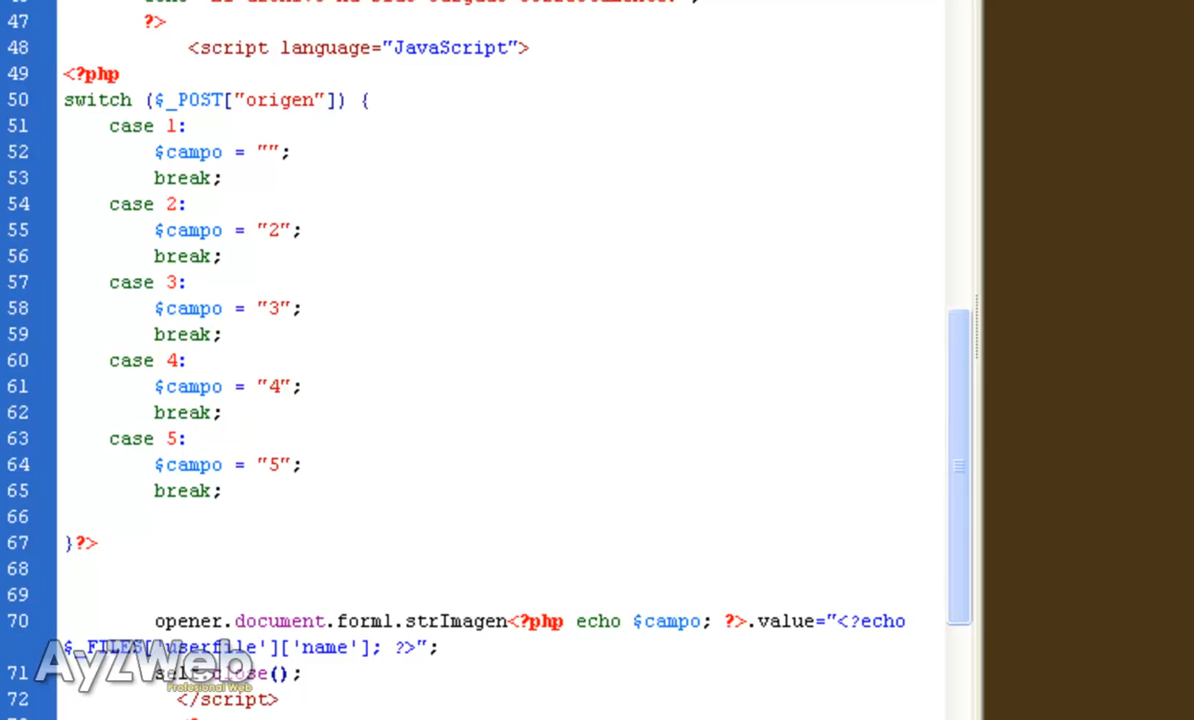 47 ?>
48 <script language="JavaScript">
49 <?php
50 switch ($_POST["origen"]) {
51 case 1:
52 $campo = "";
53 break;
54 case 2:
55 $campo = "2";
56 break;
57 case 3:
58 $campo = "3";
59 break;
60 case 4:
61 $campo = "4";
62 break;
63 case 5:
64 $campo = "5";
65 break;
66
67 }?>
68
69
70 opener.document.form1.strImagen<?php echo $campo; ?>.value="<?echo
$_FILES['userfile']['name']; ?>";
71 self.close();
72 </script>
AyZWeb
Profesional Web